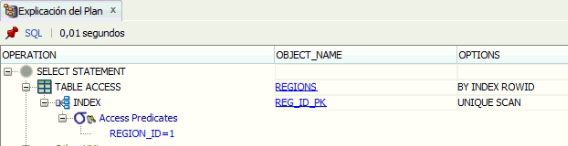 Explicación del Plan x
SQL | 0,01 segundos
OPERATION OBJECT_NAME OPTIONS
SELECT STATEMENT
TABLE ACCESS REGIONS BY INDEX ROWID
INDEX REG_ID_PK UNIQUE SCAN
Access Predicates
REGION_ID=1